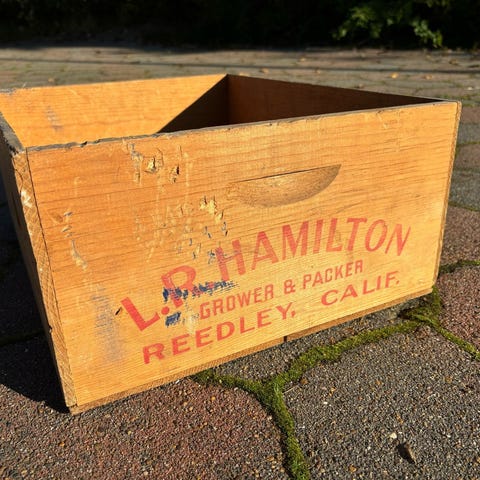 L.R. HAMILTON
GROWER & PACKER
REEDLEY, CALIF.